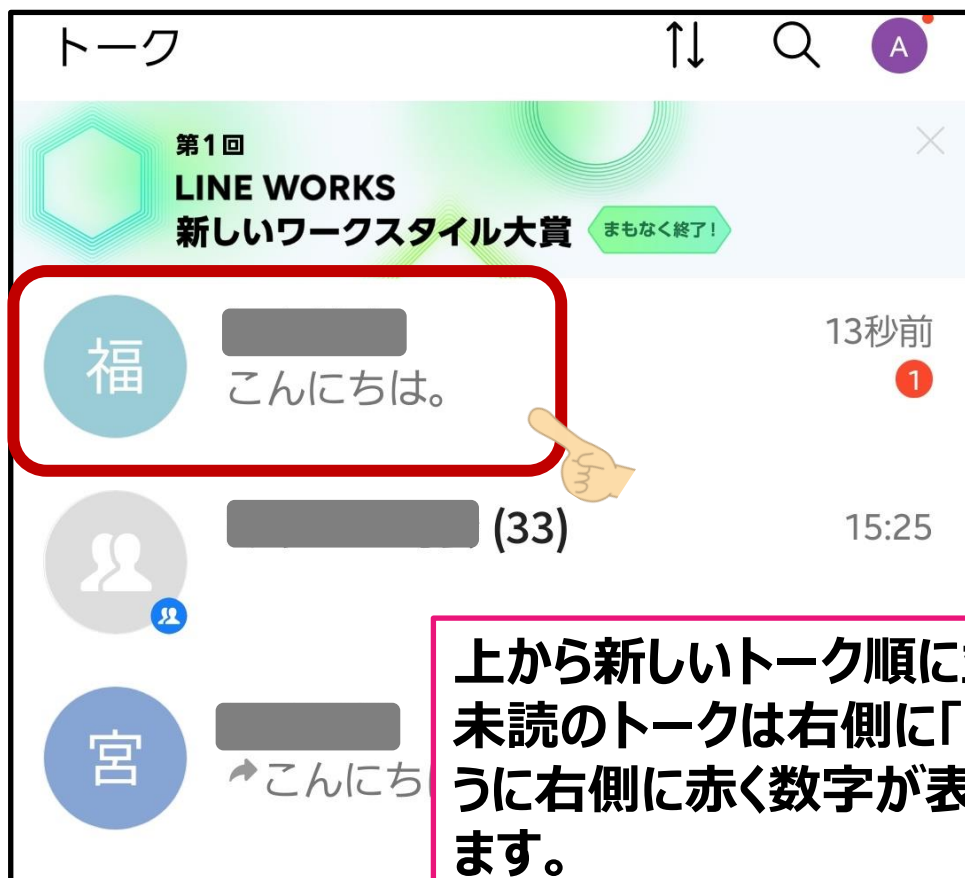 トーク
A
第1回
LINE WORKS
新しいワークスタイル大賞 まもなく終了!
福
13秒前
こんにちは。
1
(33)
15:25
宮
こんにち
上から新しいトーク順に
未読のトークは右側に「
うに右側に赤く数字が表
ます。